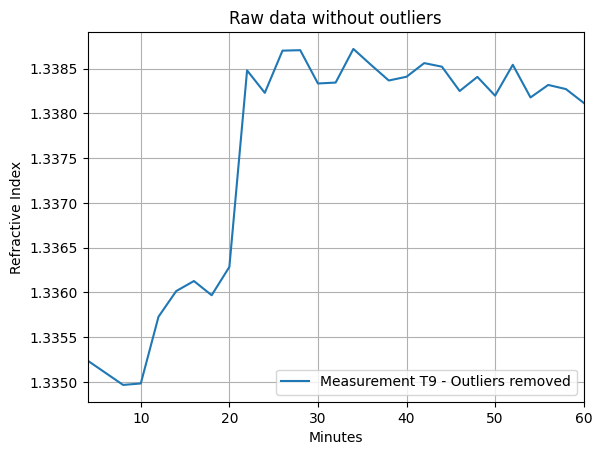 Raw data without outliers
Refractive Index
1.3385
1.3380
1.3375
1.3370
1.3365
1.3360
1.3355
1.3350
Measurement T9 - Outliers removed
10 20 30 40 50 60
Minutes